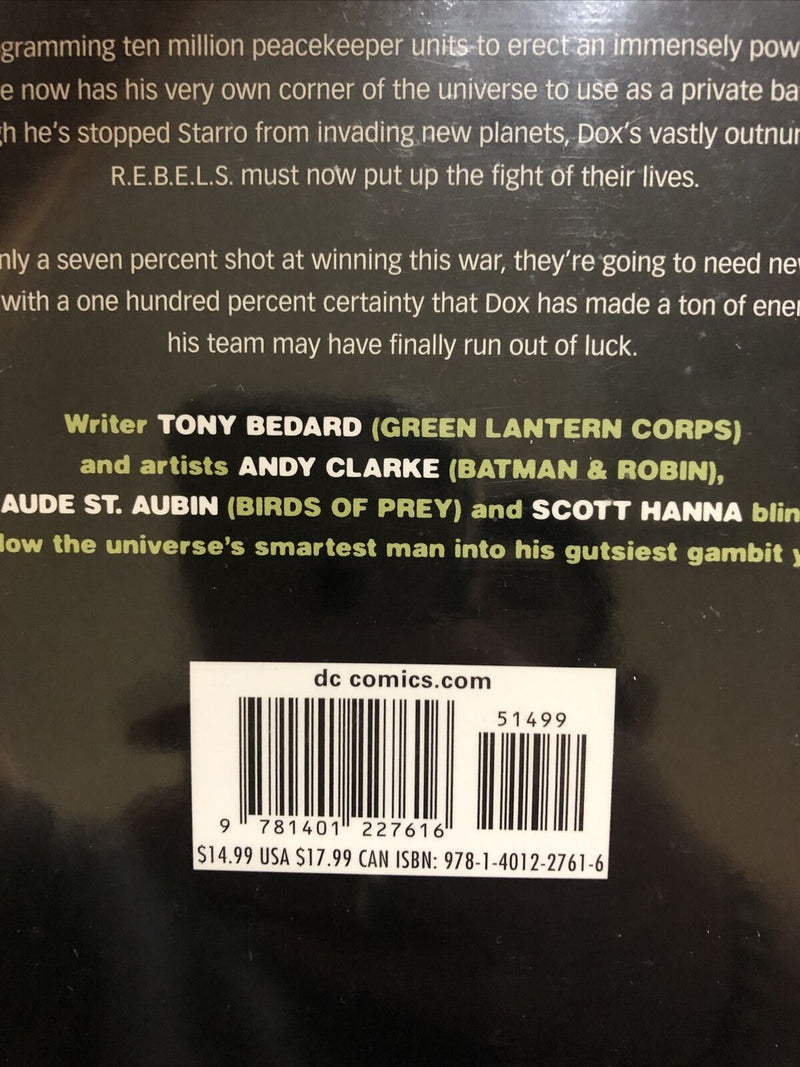 gramming ten million peacekeeper units to erect an immensely pow
e now has his very own corner of the universe to use as a private ba
h he's stopped Starro from invading new planets, Dox's vastly outnu
R.E.B.E.L.S. must now put up the fight of their lives.
nly a seven percent shot at winning this war, they're going to need ne
with a one hundred percent certainty that Dox has made a ton of ene
his team may have finally run out of luck.
Writer TONY BEDARD (GREEN LANTERN CORPS)
and artists ANDY CLARKE (BATMAN & ROBIN),
AUDE ST. AUBIN (BIRDS OF PREY) and SCOTT HANNA blin
low the universe's smartest man into his gutsiest gambit y
dc comics.com
51499
9 781401 227616
$14.99 USA $17.99 CAN ISBN: 978-1-4012-2761-6